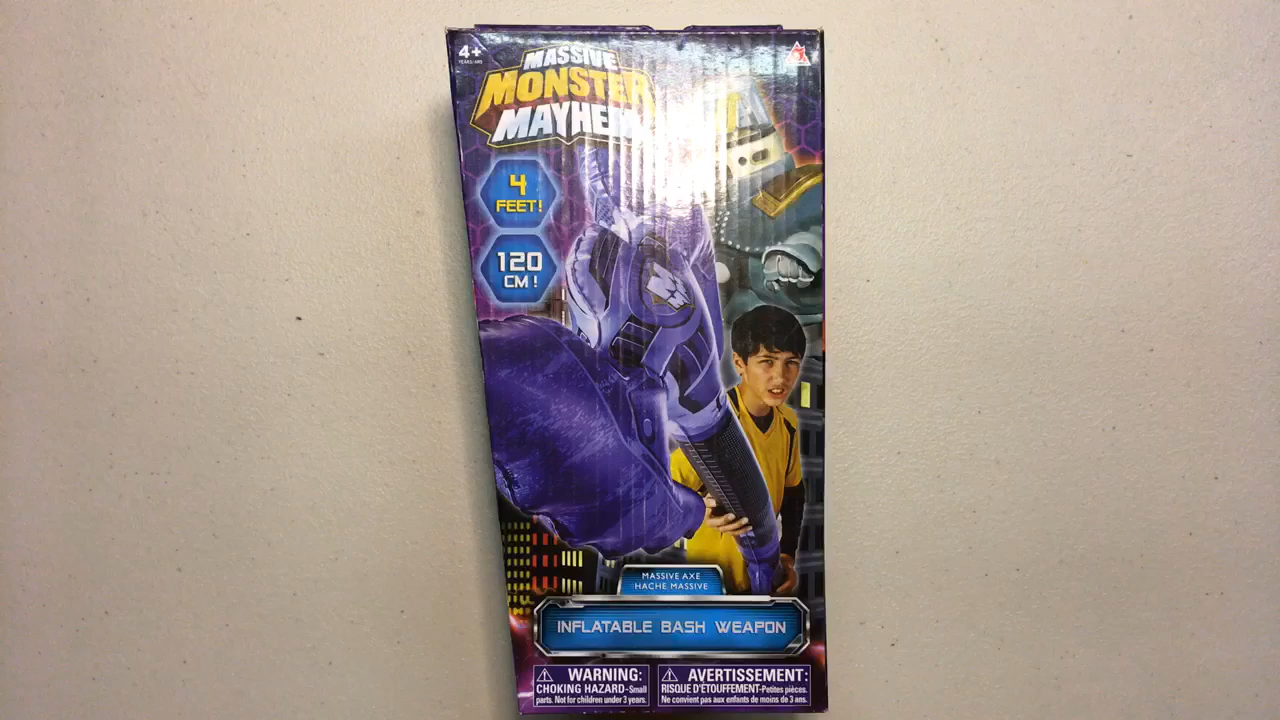 4+
YEARS/ANS
MASSIVE
MONSTER
MAYHEM
4
FEET!
120
CM!
MASSIVE AXE
HACHE MASSIVE
INFLATABLE BASH WEAPON
WARNING:
CHOKING HAZARD-Small
parts. Not for children under 3 years.
AVERTISSEMENT:
RISQUE D'ÉTOUFFEMENT-Petites pièces.
Ne convient pas aux enfants de moins de 3 ans.